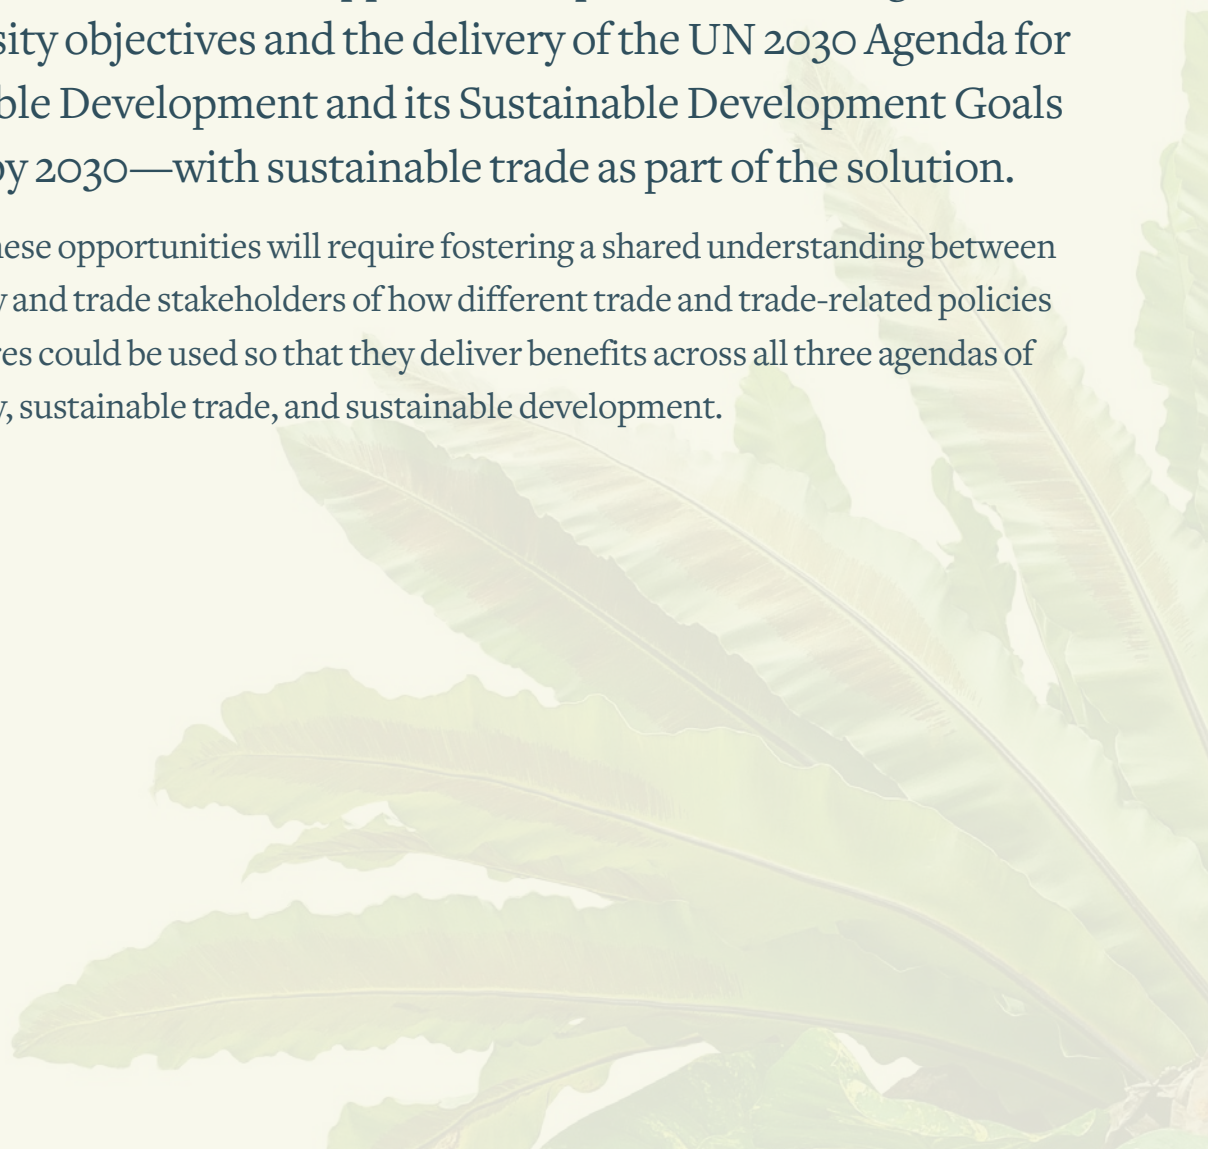 sity objectives and the delivery of the UN 2030 Agenda for
ble Development and its Sustainable Development Goals
by 2030—with sustainable trade as part of the solution.
hese opportunities will require fostering a shared understanding between
y and trade stakeholders of how different trade and trade-related policies
res could be used so that they deliver benefits across all three agendas of
y, sustainable trade, and sustainable development.